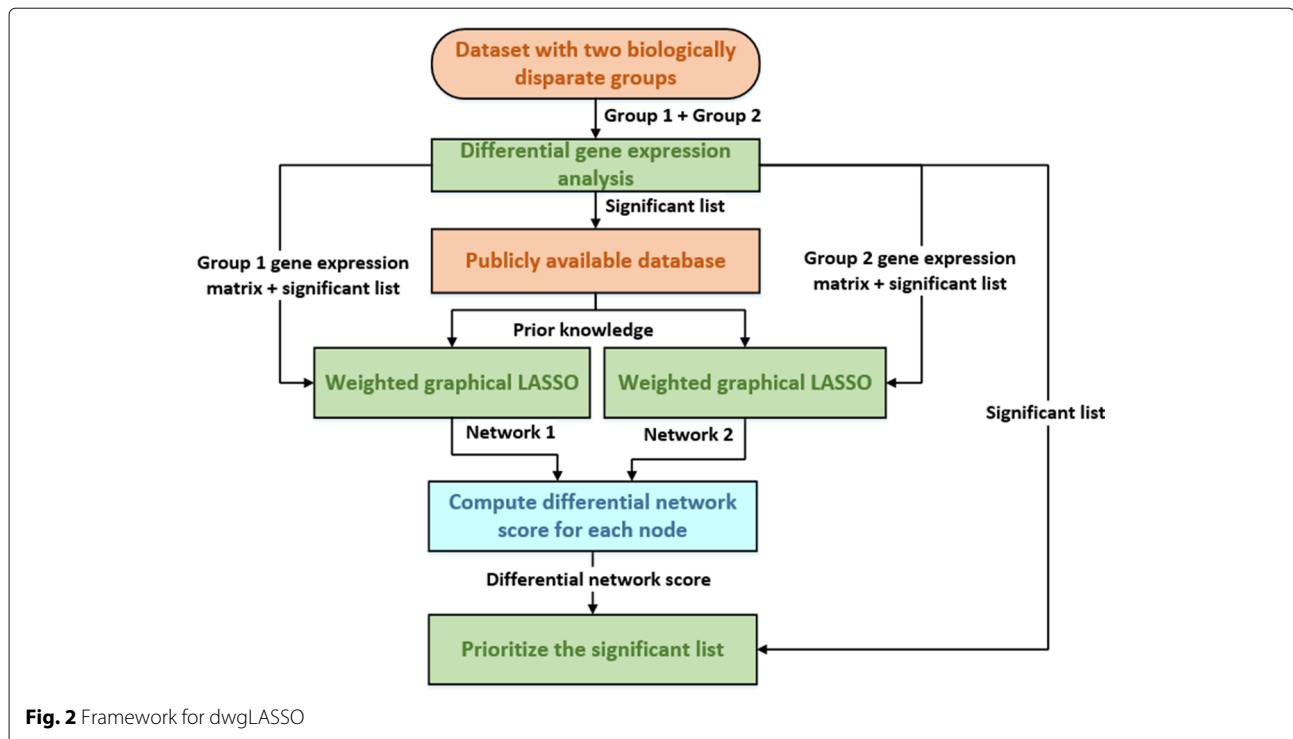 Dataset with two biologically
disparate groups
Group 1 + Group 2
Differential gene expression
analysis
Significant list
Publicly available database
Group 1 gene expression
matrix + significant list
Group 2 gene expression
matrix + significant list
Prior knowledge
Weighted graphical LASSO
Weighted graphical LASSO
Significant list
Network 1
Network 2
Compute differential network
score for each node
Differential network score
Prioritize the significant list
Fig. 2 Framework for dwgLASSO